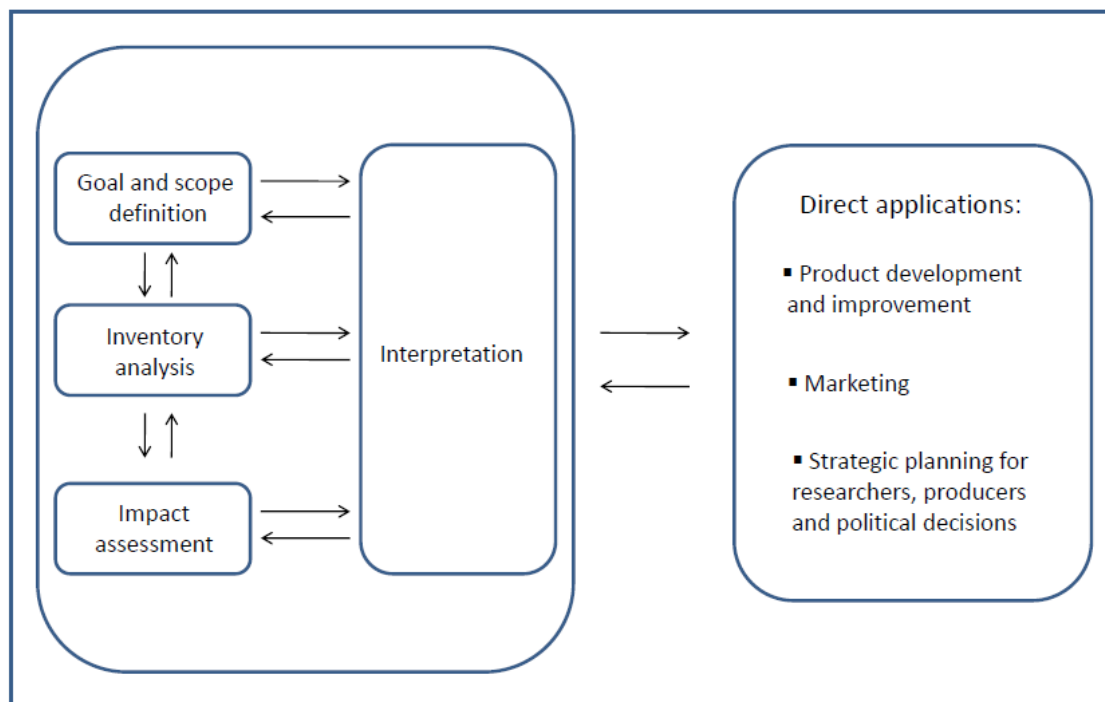 Goal and scope
definition
Inventory
analysis
Impact
assessment
Interpretation
Direct applications:
▪ Product development
and improvement
▪ Marketing
▪ Strategic planning for
researchers, producers
and political decisions